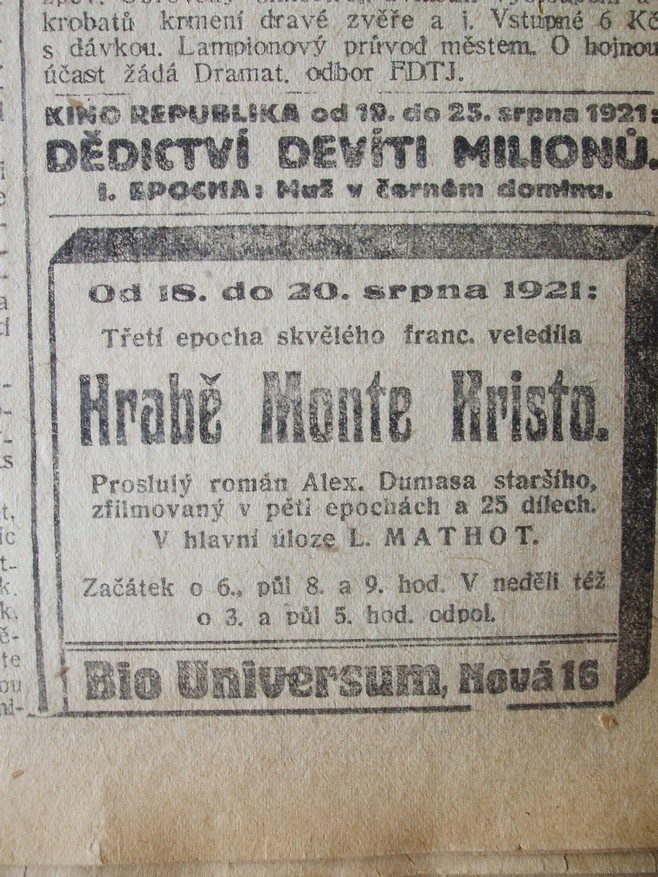 krobatů krmení dravé zvěře a j. Vstupné 6 Kč
s dávkou. Lampionový průvod městem. O hojnou
účast žádá Dramat. odbor FDTJ.
KINO REPUBLIKA od 19. do 25. srpna 1921:
DĚDICTVÍ DEVÍTI MILIONŮ.
I. EPOCHA: Muž v černém dominu.
Od 18. do 20. srpna 1921:
Třetí epocha skvělého franc. veledíla
Hrabě Monte Kristo.
Proslulý román Alex. Dumasa staršího,
zfilmovaný v pěti epochách a 25 dílech.
V hlavní úloze L. MATHOT.
Začátek o 6., půl 8. a 9. hod. V neděli též
o 3. a půl 5. hod. odpol.
Bio Universum, Nová 16